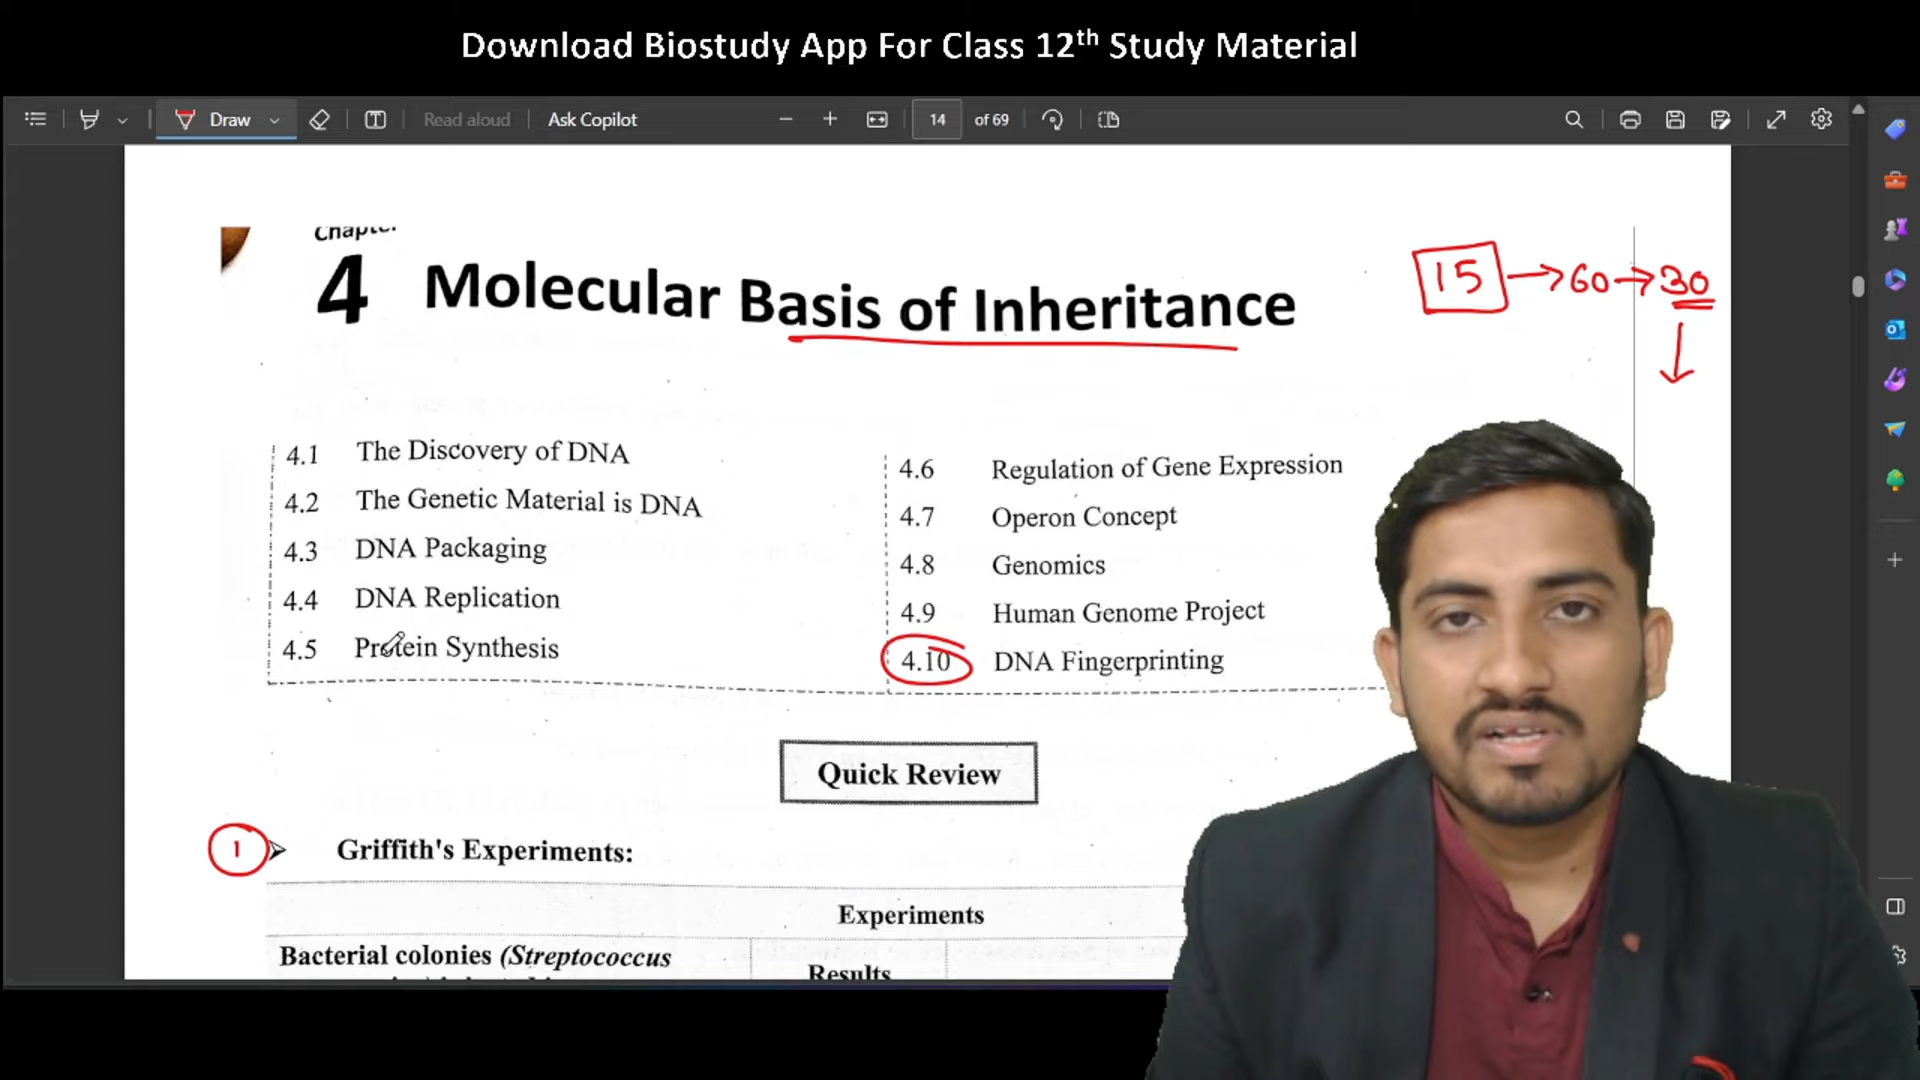 Download Biostudy App For Class 12th Study Material
Draw
Read aloud
Ask Copilot
14
of 69
Chapter
4 Molecular Basis of Inheritance
15 → 60 → 30
4.1 The Discovery of DNA
4.2 The Genetic Material is DNA
4.3 DNA Packaging
4.4 DNA Replication
4.5 Protein Synthesis
4.6 Regulation of Gene Expression
4.7 Operon Concept
4.8 Genomics
4.9 Human Genome Project
4.10 DNA Fingerprinting
Quick Review
1 ➤ Griffith's Experiments:
Experiments
Bacterial colonies (Streptococcus
Results